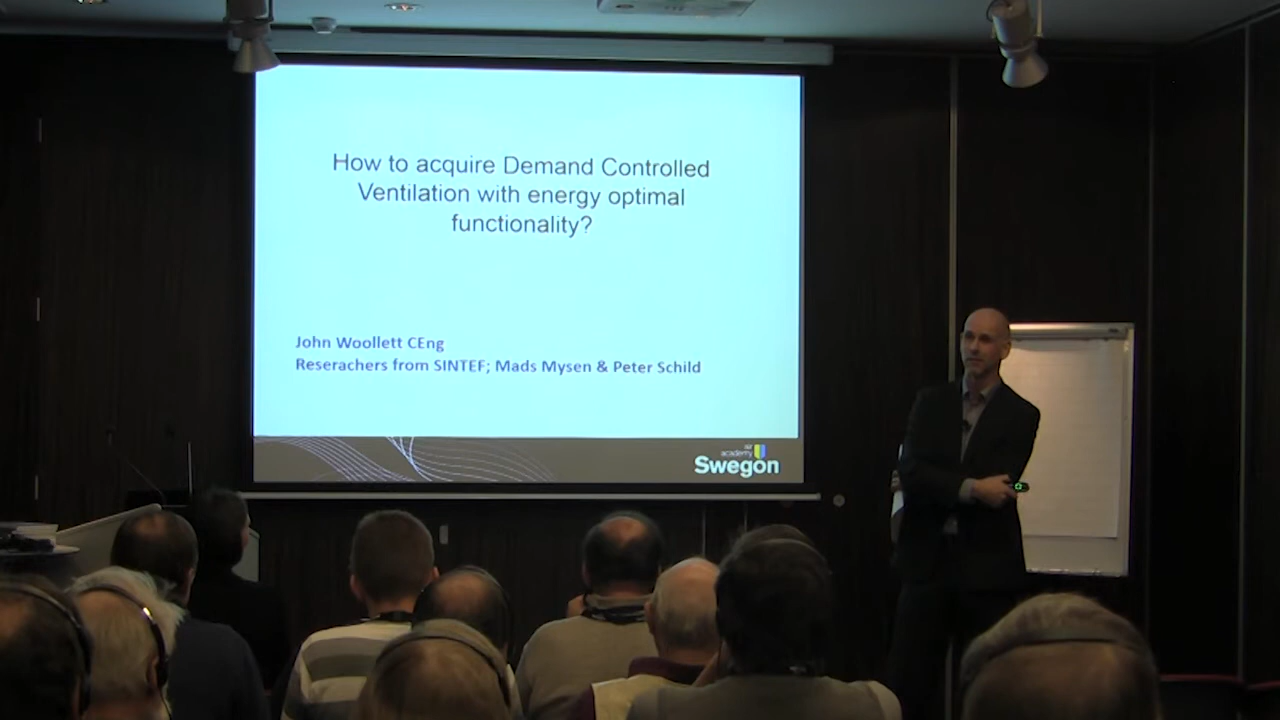 How to acquire Demand Controlled
Ventilation with energy optimal
functionality?
John Woollett CEng
Reserachers from SINTEF; Mads Mysen & Peter Schild
air
academy
Swegon